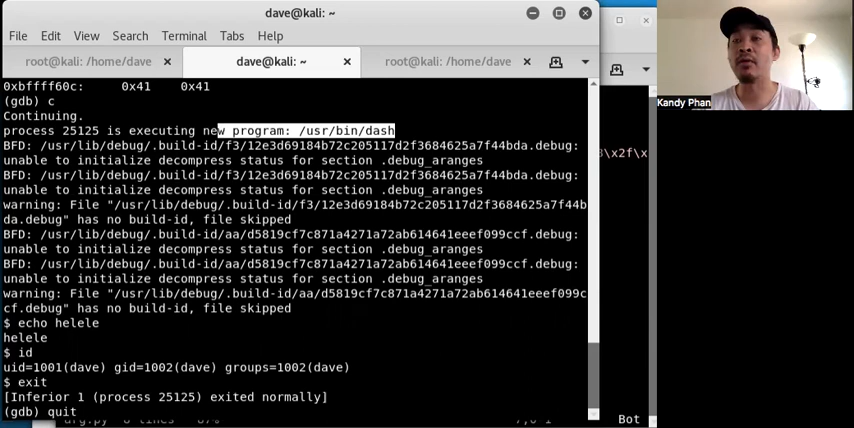 dave@kali: ~
File Edit View Search Terminal Tabs Help
root@kali: /home/dave × dave@kali: ~ × root@kali: /home/dave ×
0xbffff60c: 0x41 0x41
(gdb) c
Continuing.
process 25125 is executing new program: /usr/bin/dash
BFD: /usr/lib/debug/.build-id/f3/12e3d69184b72c205117d2f3684625a7f44bda.debug:
unable to initialize decompress status for section .debug_aranges
BFD: /usr/lib/debug/.build-id/f3/12e3d69184b72c205117d2f3684625a7f44bda.debug:
unable to initialize decompress status for section .debug_aranges
warning: File "/usr/lib/debug/.build-id/f3/12e3d69184b72c205117d2f3684625a7f44b
da.debug" has no build-id, file skipped
BFD: /usr/lib/debug/.build-id/aa/d5819cf7c871a4271a72ab614641eeef099ccf.debug:
unable to initialize decompress status for section .debug_aranges
BFD: /usr/lib/debug/.build-id/aa/d5819cf7c871a4271a72ab614641eeef099ccf.debug:
unable to initialize decompress status for section .debug_aranges
warning: File "/usr/lib/debug/.build-id/aa/d5819cf7c871a4271a72ab614641eeef099c
cf.debug" has no build-id, file skipped
$ echo helele
helele
$ id
uid=1001(dave) gid=1002(dave) groups=1002(dave)
$ exit
[Inferior 1 (process 25125) exited normally]
(gdb) quit
\x2f\x
Bot
Kandy Phan